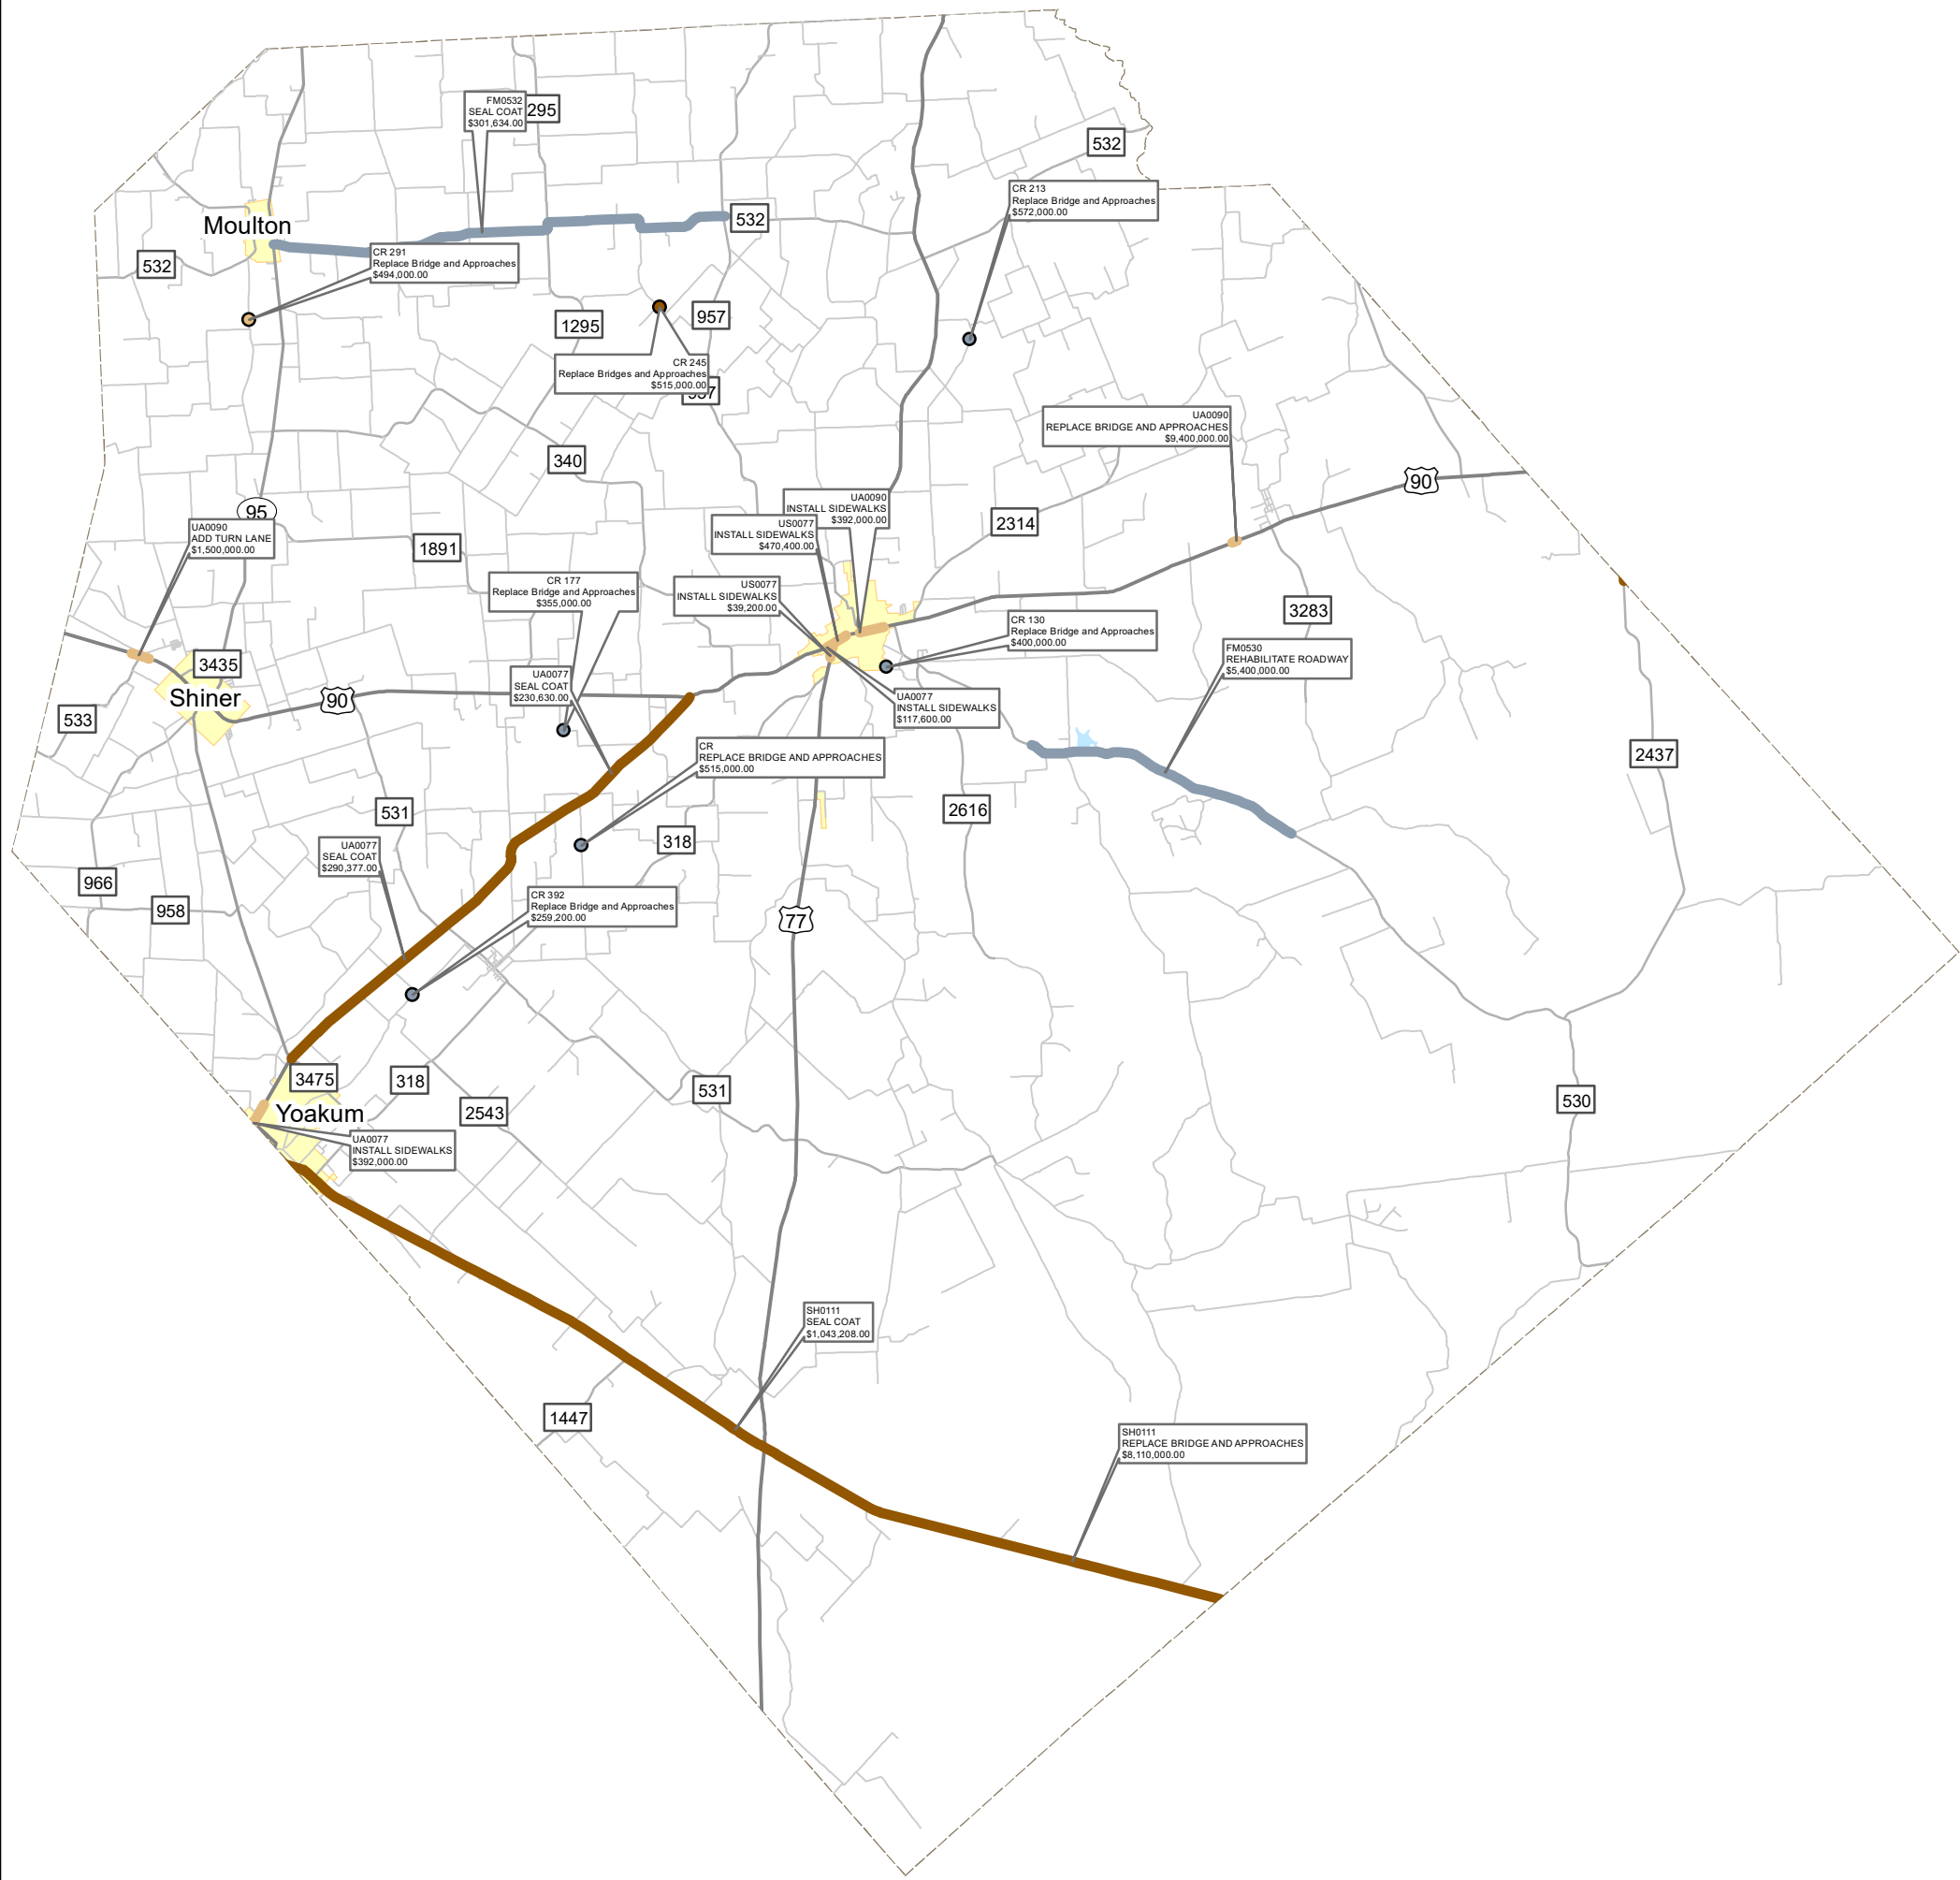 FM0532
SEAL COAT
$301,634.00
295
532
CR 213
Replace Bridge and Approaches
$572,000.00
Moulton
532
532
CR 291
Replace Bridge and Approaches
$494,000.00
1295
957
CR 245
Replace Bridges and Approaches
$515,000.00
UA0090
REPLACE BRIDGE AND APPROACHES
$9,400,000.00
340
90
95
UA0090
INSTALL SIDEWALKS
$392,000.00
US0077
INSTALL SIDEWALKS
$470,400.00
2314
UA0090
ADD TURN LANE
$1,500,000.00
1891
CR 177
Replace Bridge and Approaches
$355,000.00
US0077
INSTALL SIDEWALKS
$39,200.00
3283
CR 130
Replace Bridge and Approaches
$400,000.00
FM0530
REHABILITATE ROADWAY
$5,400,000.00
3435
Shiner
UA0077
SEAL COAT
$230,630.00
90
UA0077
INSTALL SIDEWALKS
$117,600.00
533
CR
REPLACE BRIDGE AND APPROACHES
$515,000.00
2437
531
2616
318
UA0077
SEAL COAT
$290,377.00
966
958
CR 392
Replace Bridge and Approaches
$259,200.00
77
3475
318
Yoakum
2543
531
530
UA0077
INSTALL SIDEWALKS
$392,000.00
SH0111
SEAL COAT
$1,043,208.00
1447
SH0111
REPLACE BRIDGE AND APPROACHES
$8,110,000.00